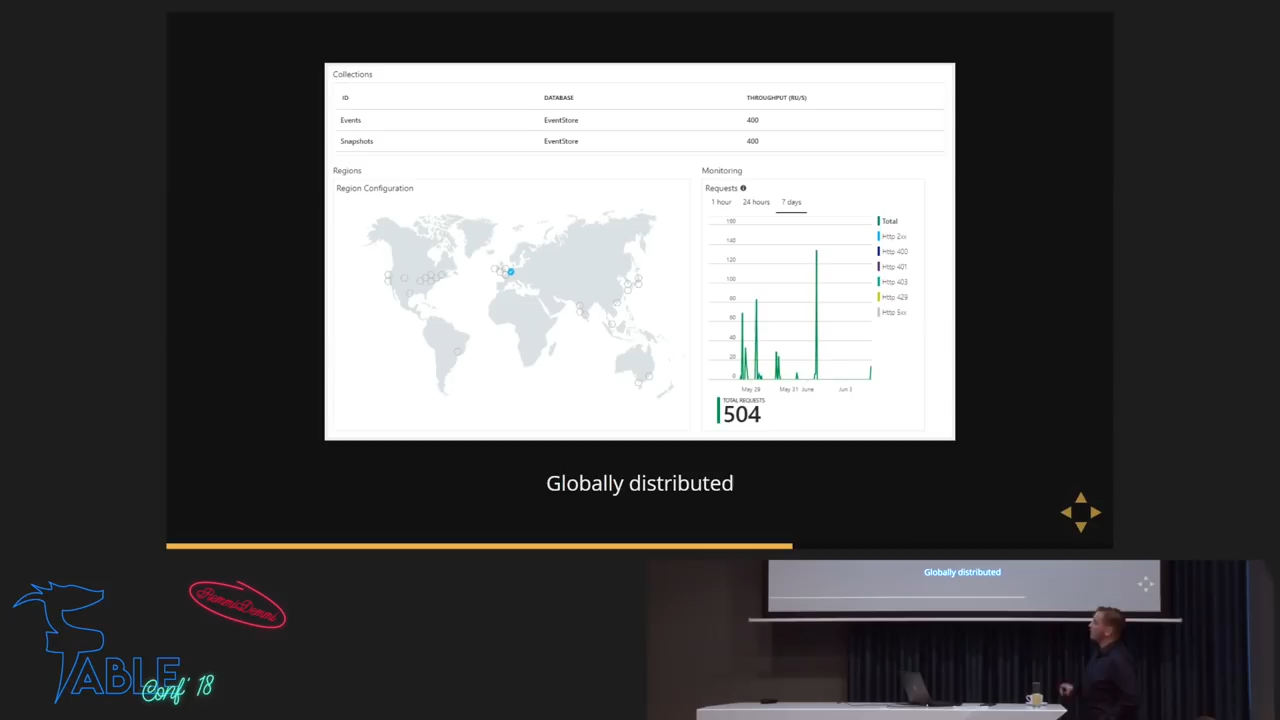 Collections
ID DATABASE THROUGHPUT (RU/S)
Events EventStore 400
Snapshots EventStore 400
Regions
Region Configuration
Monitoring
Requests
1 hour 24 hours 7 days
160
140
120
100
80
60
40
20
0
May 29 May 31 June Jun 3
Total
Http 2xx
Http 400
Http 401
Http 403
Http 429
Http 5xx
TOTAL REQUESTS
504
Globally distributed
Globally distributed
FABLE
Conf' 18